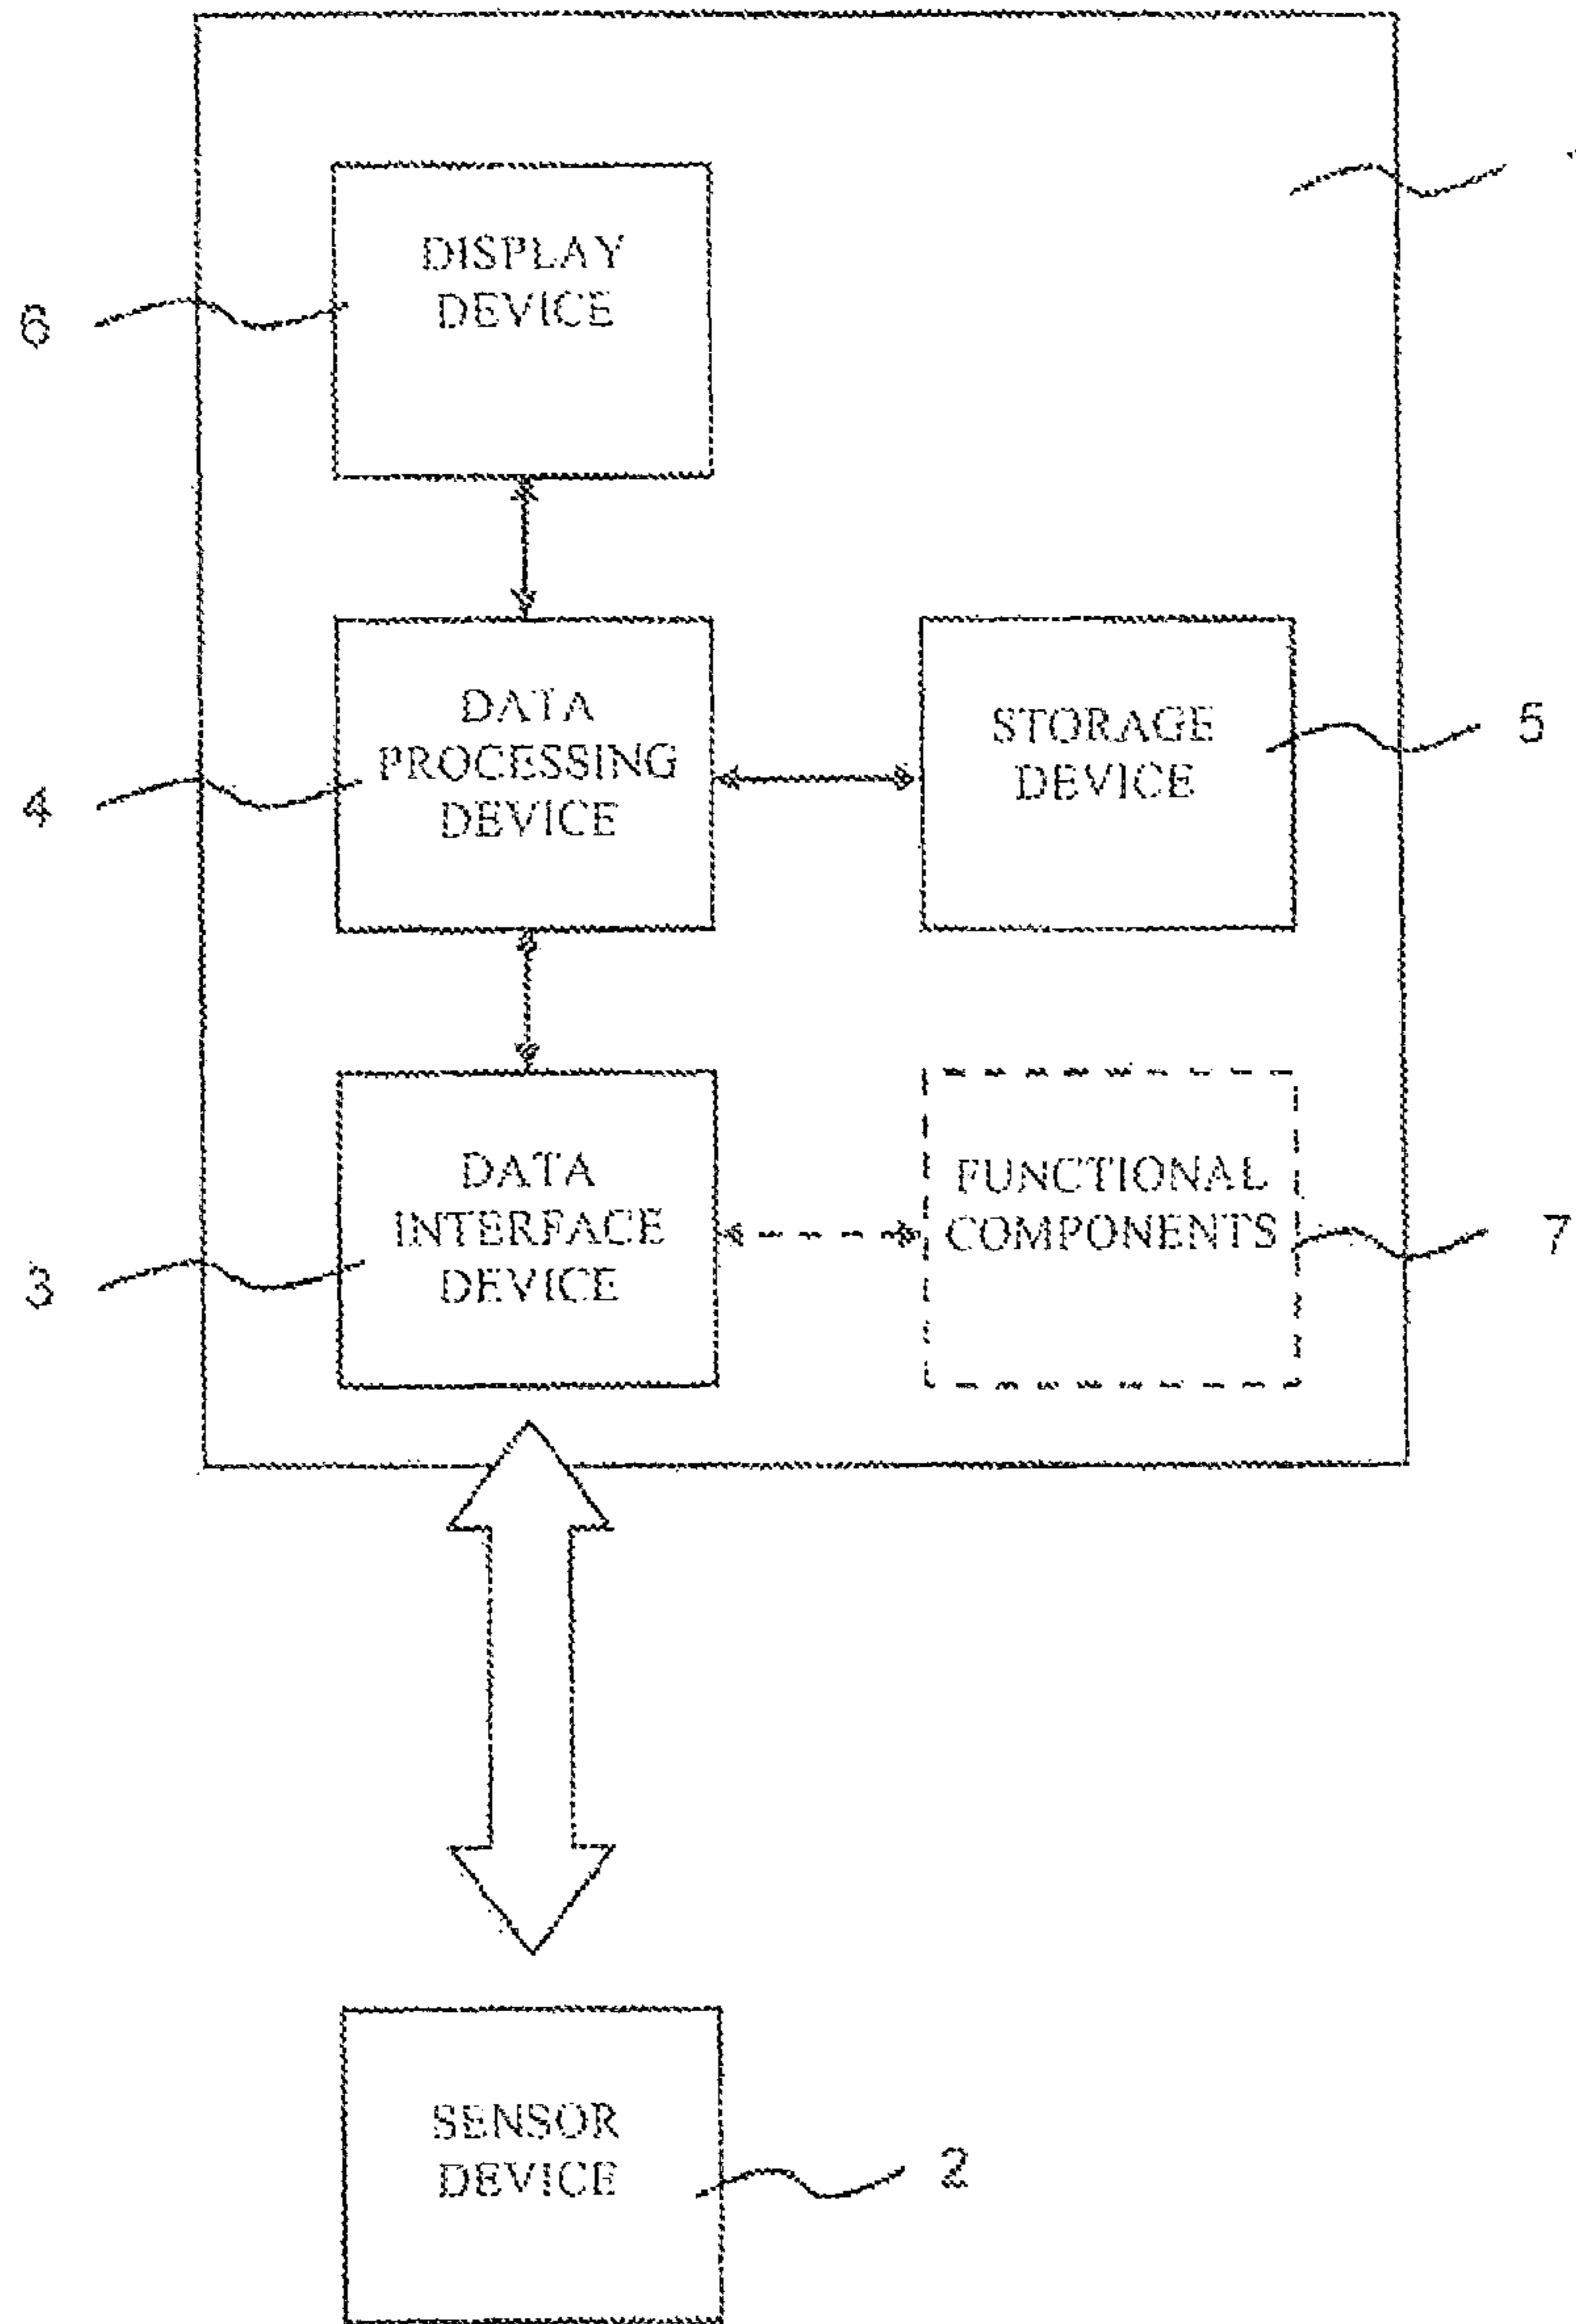 DISPLAY
DEVICE
6
DATA
PROCESSING
DEVICE
4
STORAGE
DEVICE
5
DATA
INTERFACE
DEVICE
3
FUNCTIONAL
COMPONENTS
7
SENSOR
DEVICE
2